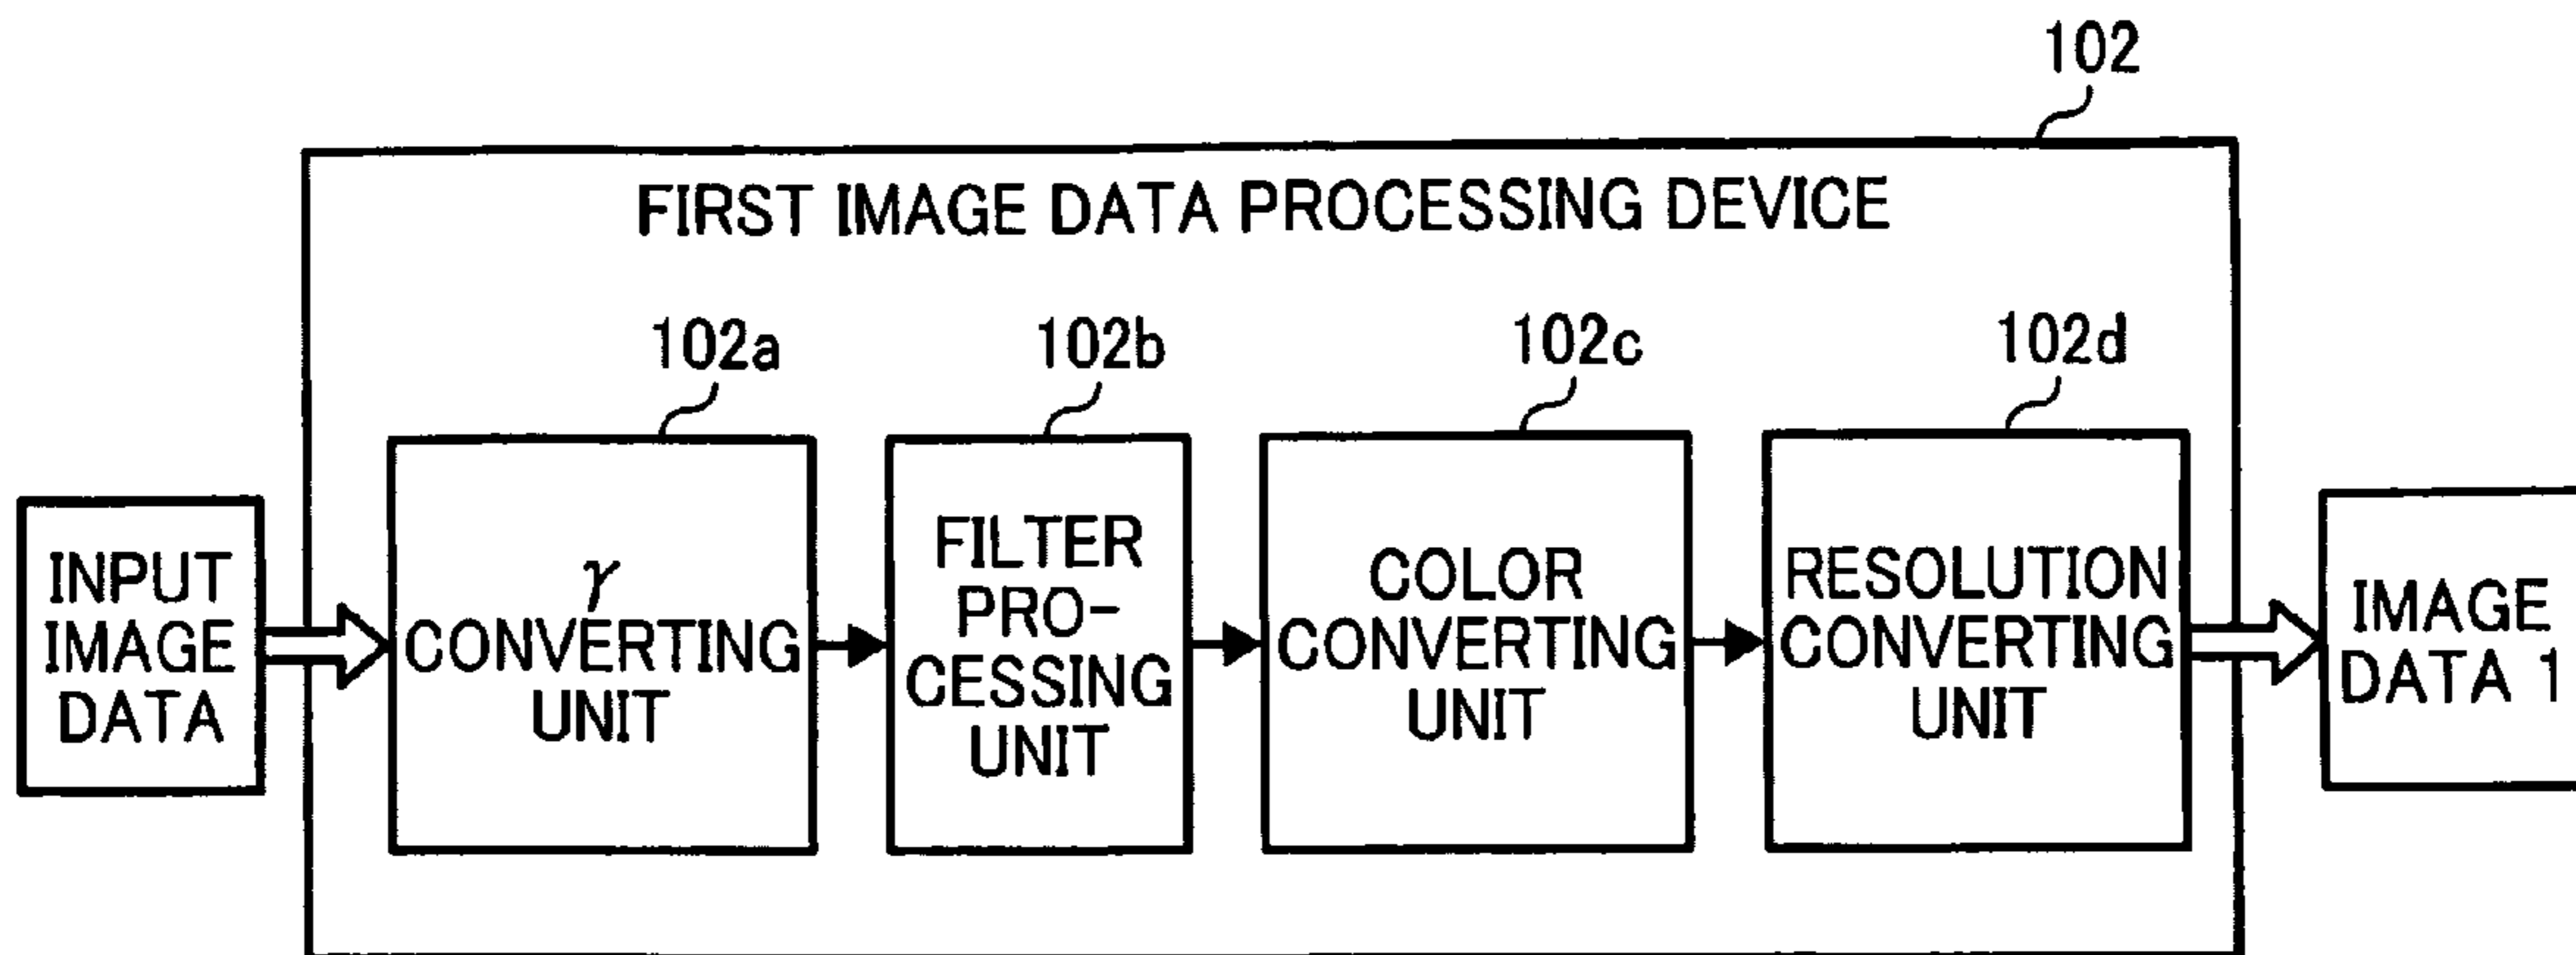 102
FIRST IMAGE DATA PROCESSING DEVICE
102a
102b
102c
102d
INPUT
IMAGE
DATA
γ
CONVERTING
UNIT
FILTER
PRO-
CESSING
UNIT
COLOR
CONVERTING
UNIT
RESOLUTION
CONVERTING
UNIT
IMAGE
DATA 1